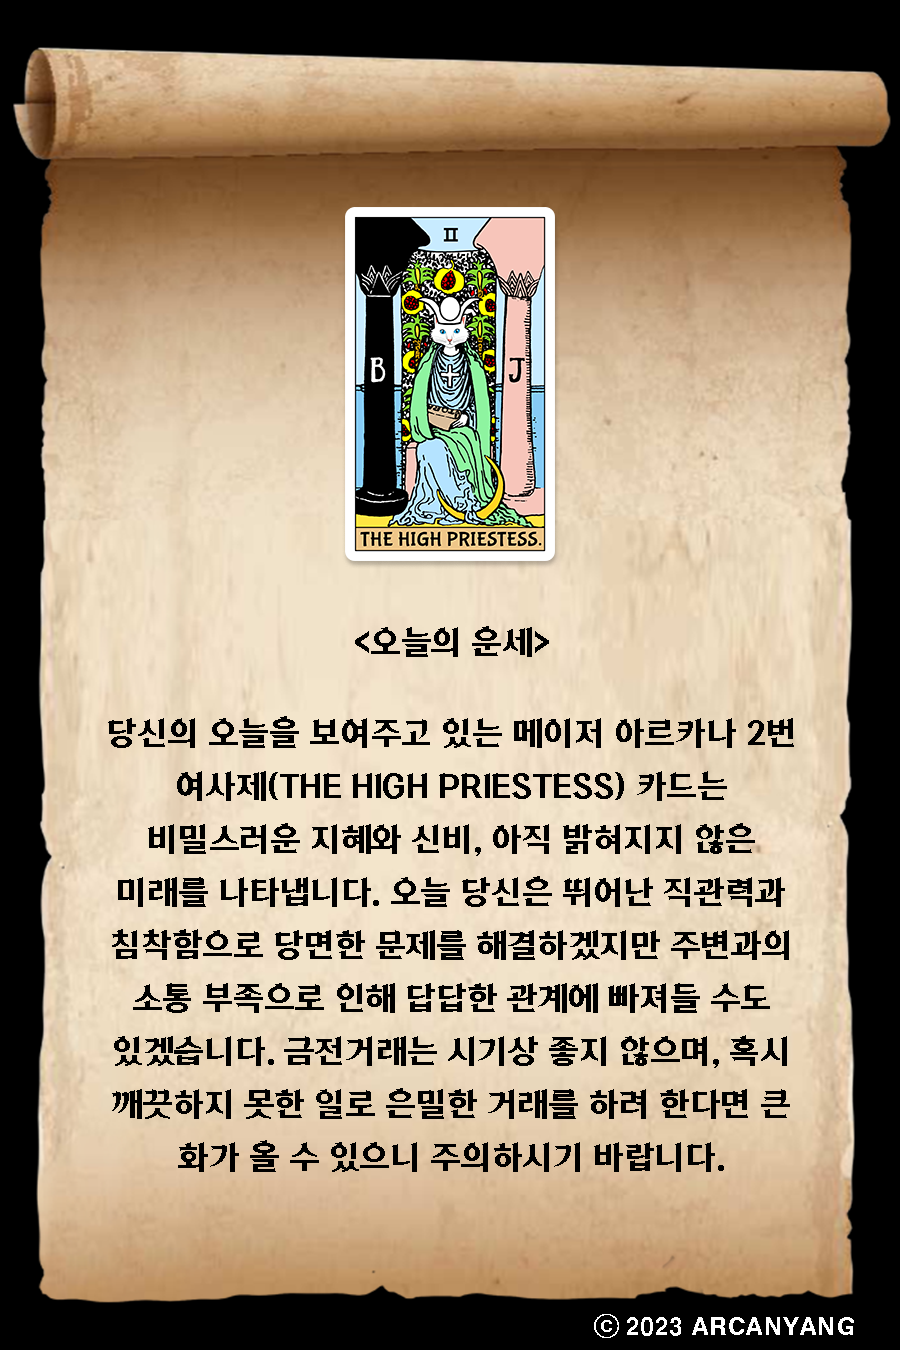 II
B
J
THE HIGH PRIESTESS.
<오늘의 운세>
당신의 오늘을 보여주고 있는 메이저 아르카나 2번
여사제(THE HIGH PRIESTESS) 카드는
비밀스러운 지혜와 신비, 아직 밝혀지지 않은
미래를 나타냅니다. 오늘 당신은 뛰어난 직관력과
침착함으로 당면한 문제를 해결하겠지만 주변과의
소통 부족으로 인해 답답한 관계에 빠져들 수도
있겠습니다. 금전거래는 시기상 좋지 않으며, 혹시
깨끗하지 못한 일로 은밀한 거래를 하려 한다면 큰
화가 올 수 있으니 주의하시기 바랍니다.
ⓒ 2023 ARCANYANG